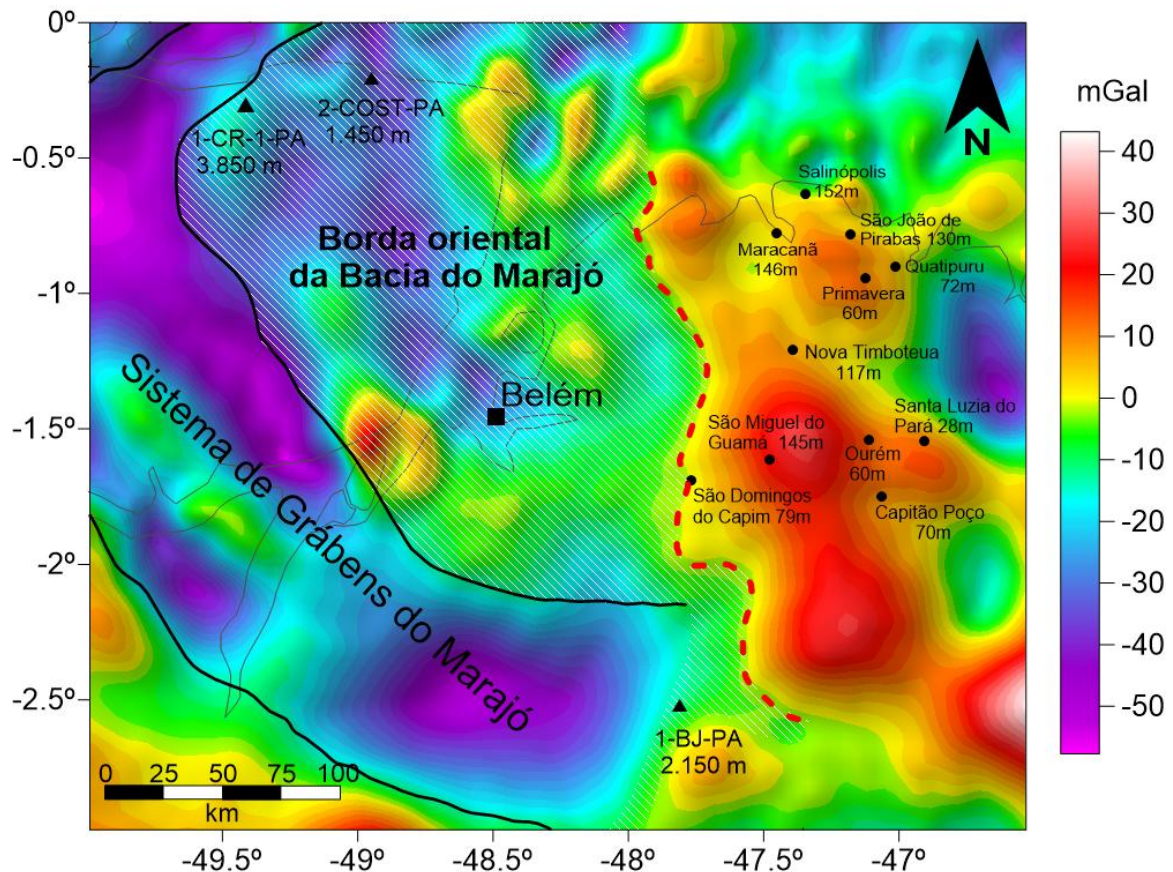 0º
-0.5º
-1º
-1.5º
-2º
-2.5º
-49.5º
-49º
-48.5º
-48º
-47.5º
-47º
mGal
40
30
20
10
0
-10
-20
-30
-40
-50
N
1-CR-1-PA
3.850 m
2-COST-PA
1.450 m
Borda oriental
da Bacia do Marajó
Belém
Sistema de Grábens do Marajó
1-BJ-PA
2.150 m
Salinópolis
152m
Maracanã
146m
São João de
Pirabas 130m
Quatipuru
72m
Primavera
60m
Nova Timboteua
117m
São Miguel do
Guamá 145m
Santa Luzia do
Pará 28m
Ourém
60m
São Domingos
do Capim 79m
Capitão Poço
70m
0 25 50 75 100
km